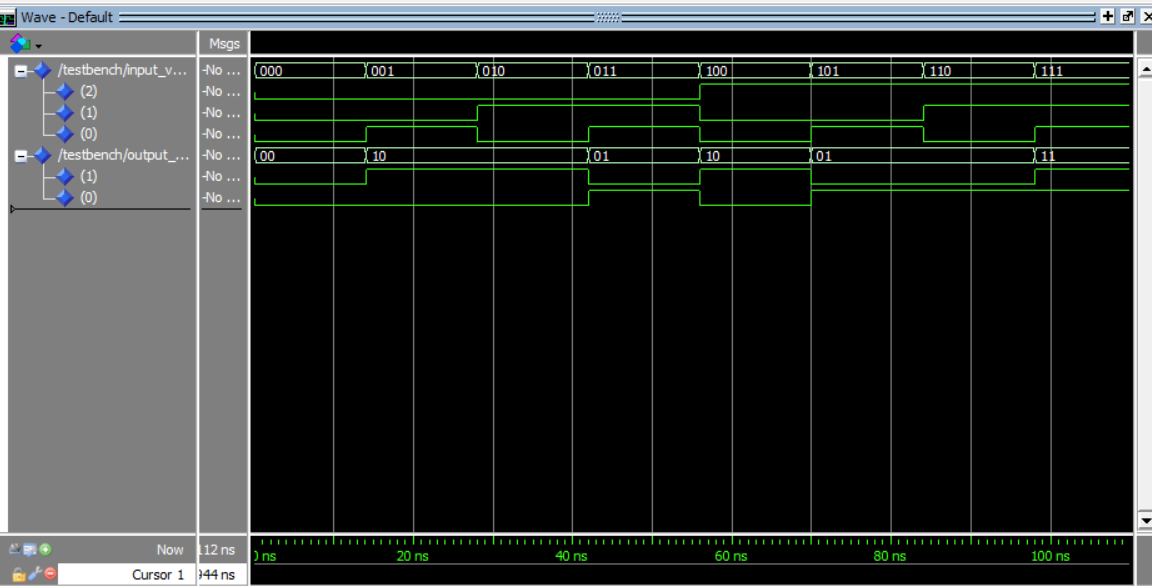 Wave - Default
Msgs
/testbench/input_v... -No ... 000 001 010 011 100 101 110 111
(2) -No ...
(1) -No ...
(0) -No ...
/testbench/output_... -No ... 00 10 01 10 01 11
(1) -No ...
(0) -No ...
Now 112 ns ns 20 ns 40 ns 60 ns 80 ns 100 ns
Cursor 1 944 ns